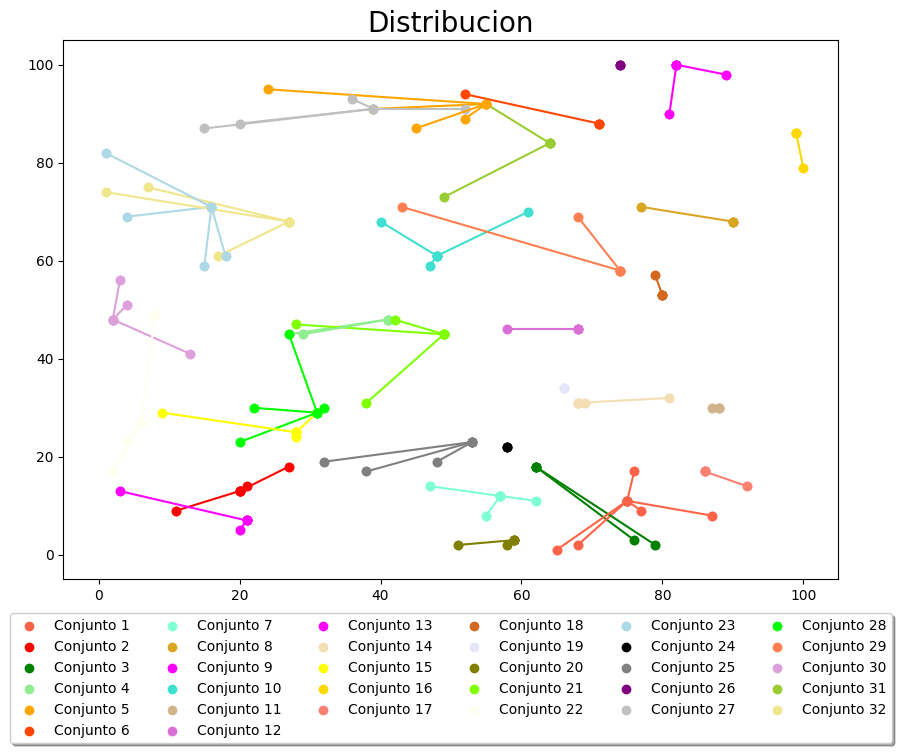 Distribucion
100
80
60
40
20
0
0 20 40 60 80 100
Conjunto 1 Conjunto 7 Conjunto 13 Conjunto 18 Conjunto 23 Conjunto 28
Conjunto 2 Conjunto 8 Conjunto 14 Conjunto 19 Conjunto 24 Conjunto 29
Conjunto 3 Conjunto 9 Conjunto 15 Conjunto 20 Conjunto 25 Conjunto 30
Conjunto 4 Conjunto 10 Conjunto 16 Conjunto 21 Conjunto 26 Conjunto 31
Conjunto 5 Conjunto 11 Conjunto 17 Conjunto 22 Conjunto 27 Conjunto 32
Conjunto 6 Conjunto 12